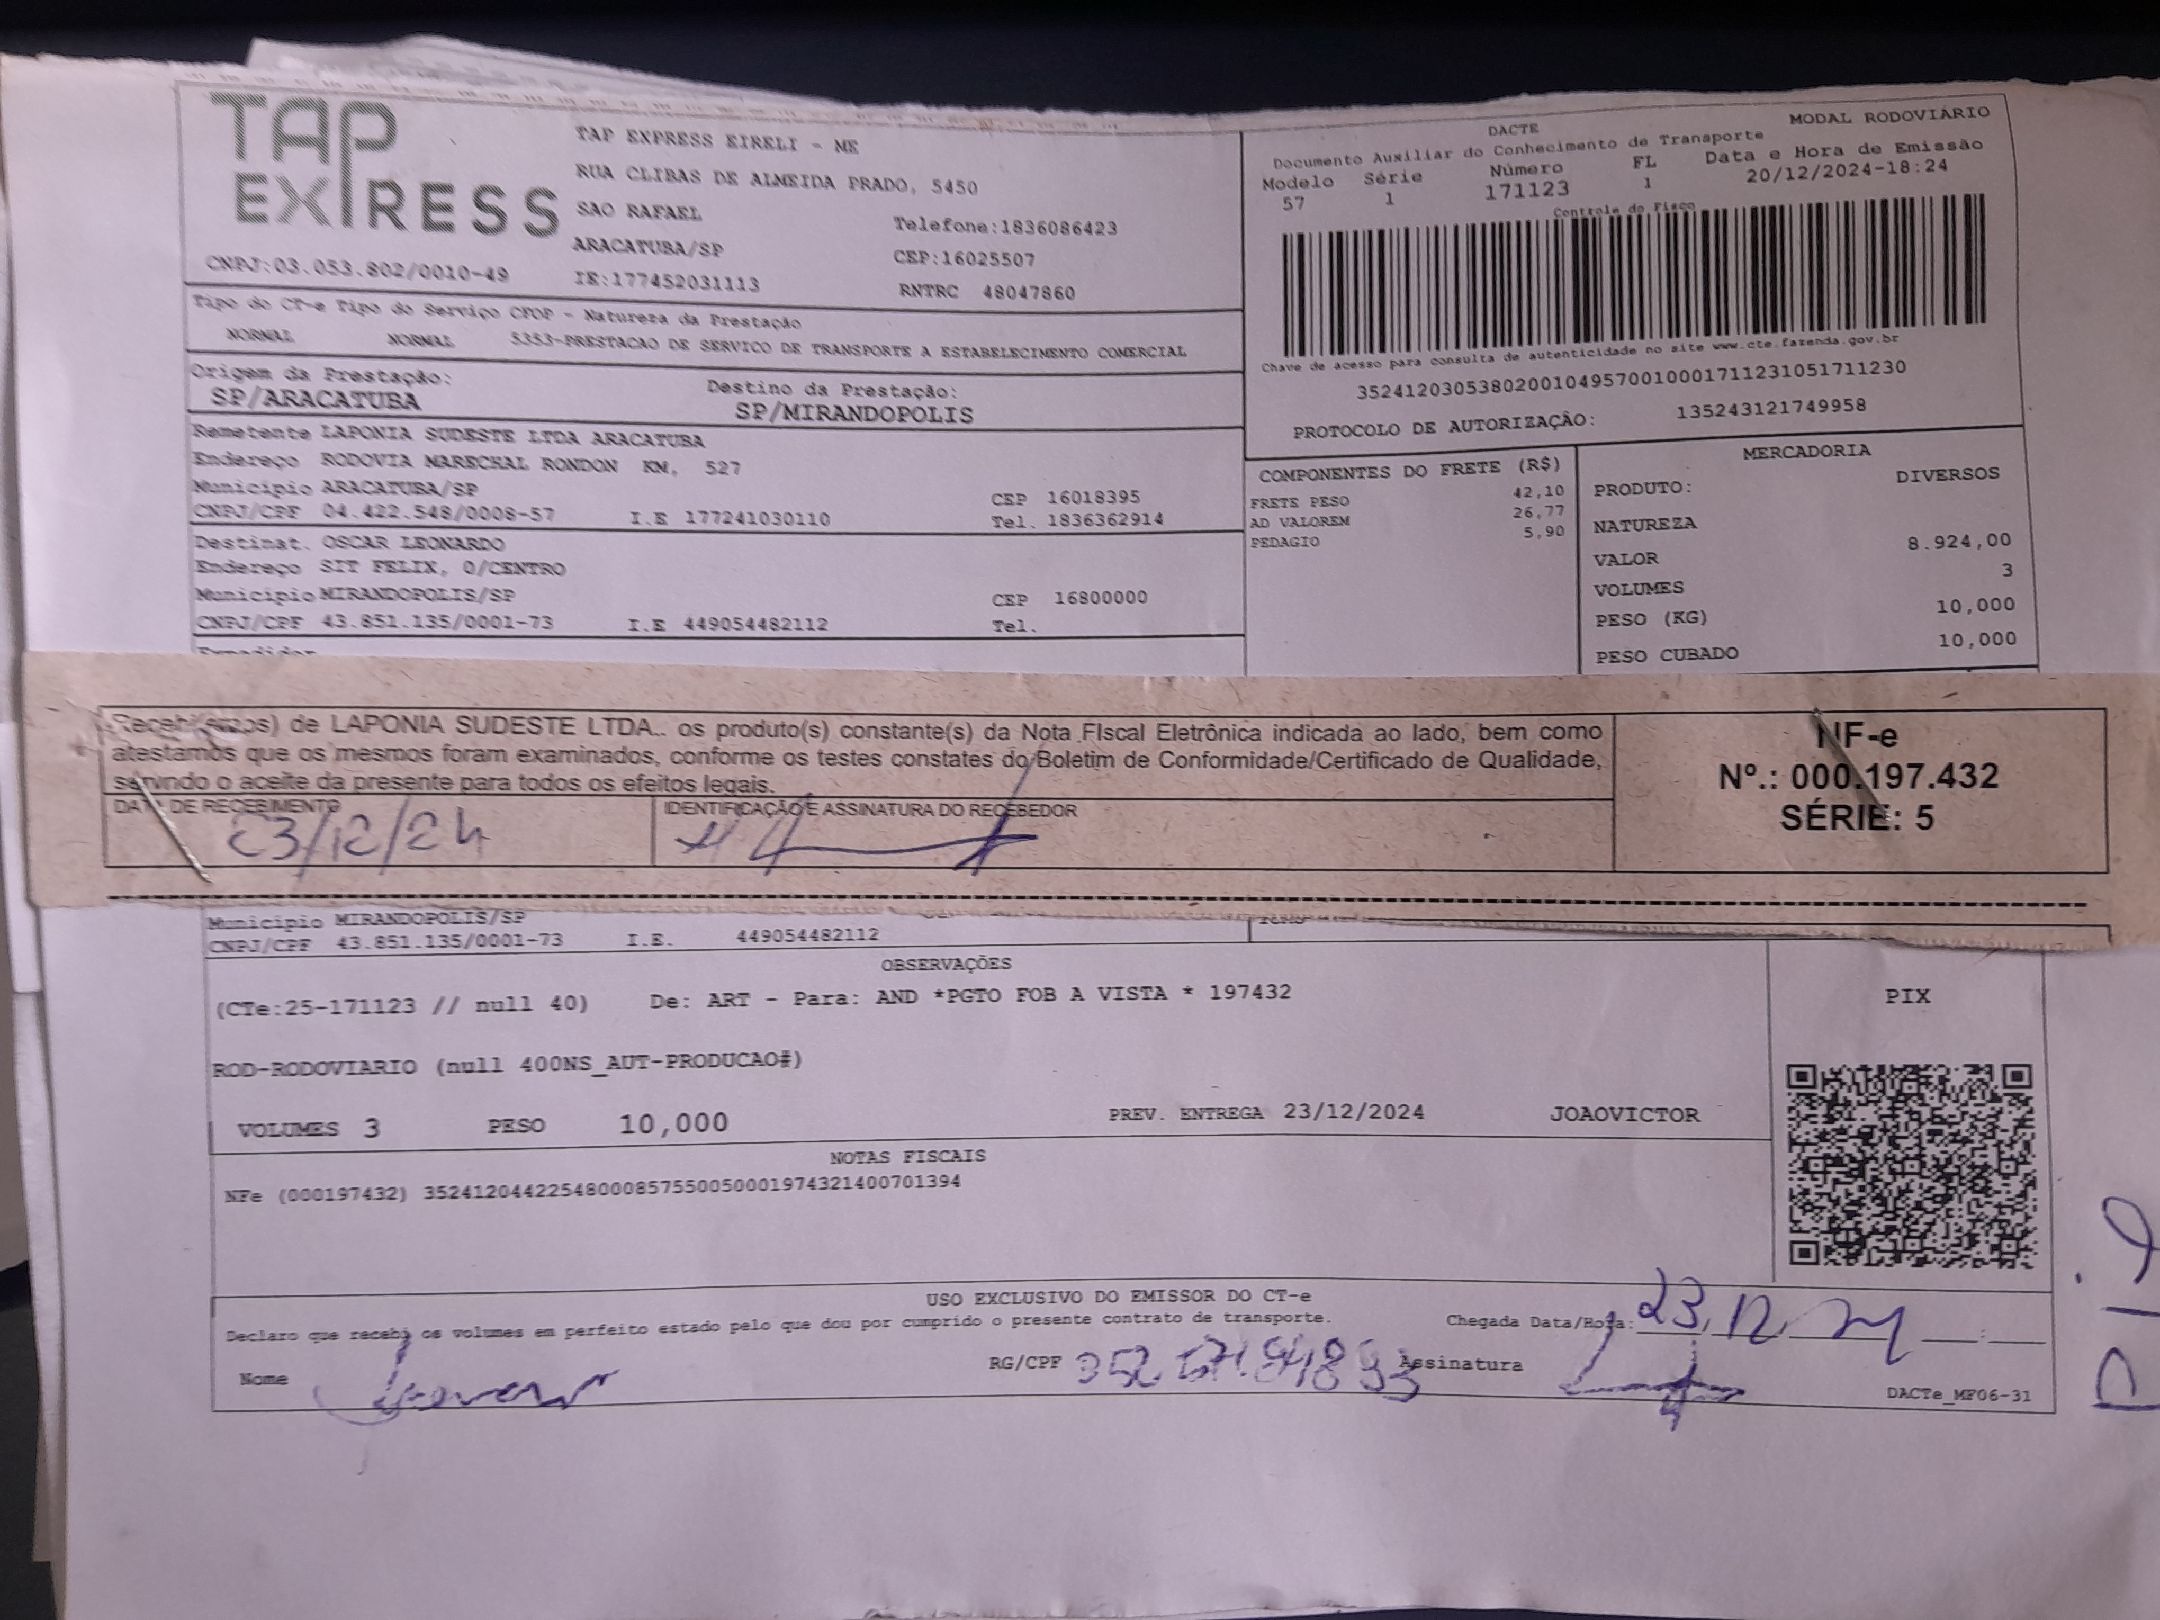 TAP
EXPRESS
CNPJ:03.053.802/0010-49
TAP EXPRESS EIRELI - ME
RUA CLIBAS DE ALMEIDA PRADO, 5450
SAO RAFAEL
ARACATUBA/SP
IE:177452031113
Telefone:1836086423
CEP:16025507
RNTRC 48047860
DACTE
MODAL RODOVIÁRIO
Documento Auxiliar do Conhecimento de Transporte
Modelo Série Número FL Data e Hora de Emissão
57 1 171123 1 20/12/2024-18:24
Controle do Fisco
Chave de acesso para consulta de autenticidade no site www.cte.fazenda.gov.br
35241203053802001049570010001711231051711230
PROTOCOLO DE AUTORIZAÇÃO: 135243121749958
Tipo do CT-e Tipo do Serviço CFOP - Natureza da Prestação
NORMAL NORMAL 5353-PRESTACAO DE SERVICO DE TRANSPORTE A ESTABELECIMENTO COMERCIAL
Origem da Prestação: Destino da Prestação:
SP/ARACATUBA SP/MIRANDOPOLIS
Remetente LAPONIA SUDESTE LTDA ARACATUBA
Endereço RODOVIA MARECHAL RONDON KM, 527
Municipio ARACATUBA/SP CEP 16018395
CNPJ/CPF 04.422.548/0008-57 I.E 177241030110 Tel. 1836362914
Destinat. OSCAR LEONARDO
Endereço SIT FELIX, 0/CENTRO
Municipio MIRANDOPOLIS/SP CEP 16800000
CNPJ/CPF 43.851.135/0001-73 I.E 449054482112 Tel.
Expedidor
COMPONENTES DO FRETE (R$)
FRETE PESO 42,10
AD VALOREM 26,77
PEDAGIO 5,90
MERCADORIA
PRODUTO: DIVERSOS
NATUREZA
VALOR 8.924,00
VOLUMES 3
PESO (KG) 10,000
PESO CUBADO 10,000
Recebi(emos) de LAPONIA SUDESTE LTDA.. os produto(s) constante(s) da Nota FIscal Eletrônica indicada ao lado, bem como
atestamos que os mesmos foram examinados, conforme os testes constates do Boletim de Conformidade/Certificado de Qualidade,
servindo o aceite da presente para todos os efeitos legais.
DATA DE RECEBIMENTO
23/12/24
IDENTIFICAÇÃO E ASSINATURA DO RECEBEDOR
NF-e
Nº.: 000.197.432
SÉRIE: 5
Municipio MIRANDOPOLIS/SP
CNPJ/CPF 43.851.135/0001-73 I.E. 449054482112
OBSERVAÇÕES
(CTe:25-171123 // null 40) De: ART - Para: AND *PGTO FOB A VISTA * 197432
ROD-RODOVIARIO (null 400NS_AUT-PRODUCAO#)
VOLUMES 3 PESO 10,000 PREV. ENTREGA 23/12/2024 JOAOVICTOR
PIX
NOTAS FISCAIS
NFe (000197432) 35241204422548000857550050001974321400701394
USO EXCLUSIVO DO EMISSOR DO CT-e
Declaro que recebi os volumes em perfeito estado pelo que dou por cumprido o presente contrato de transporte.
Chegada Data/Hora: 23/12/24
Nome
RG/CPF
Assinatura
DACTe_MF06-31